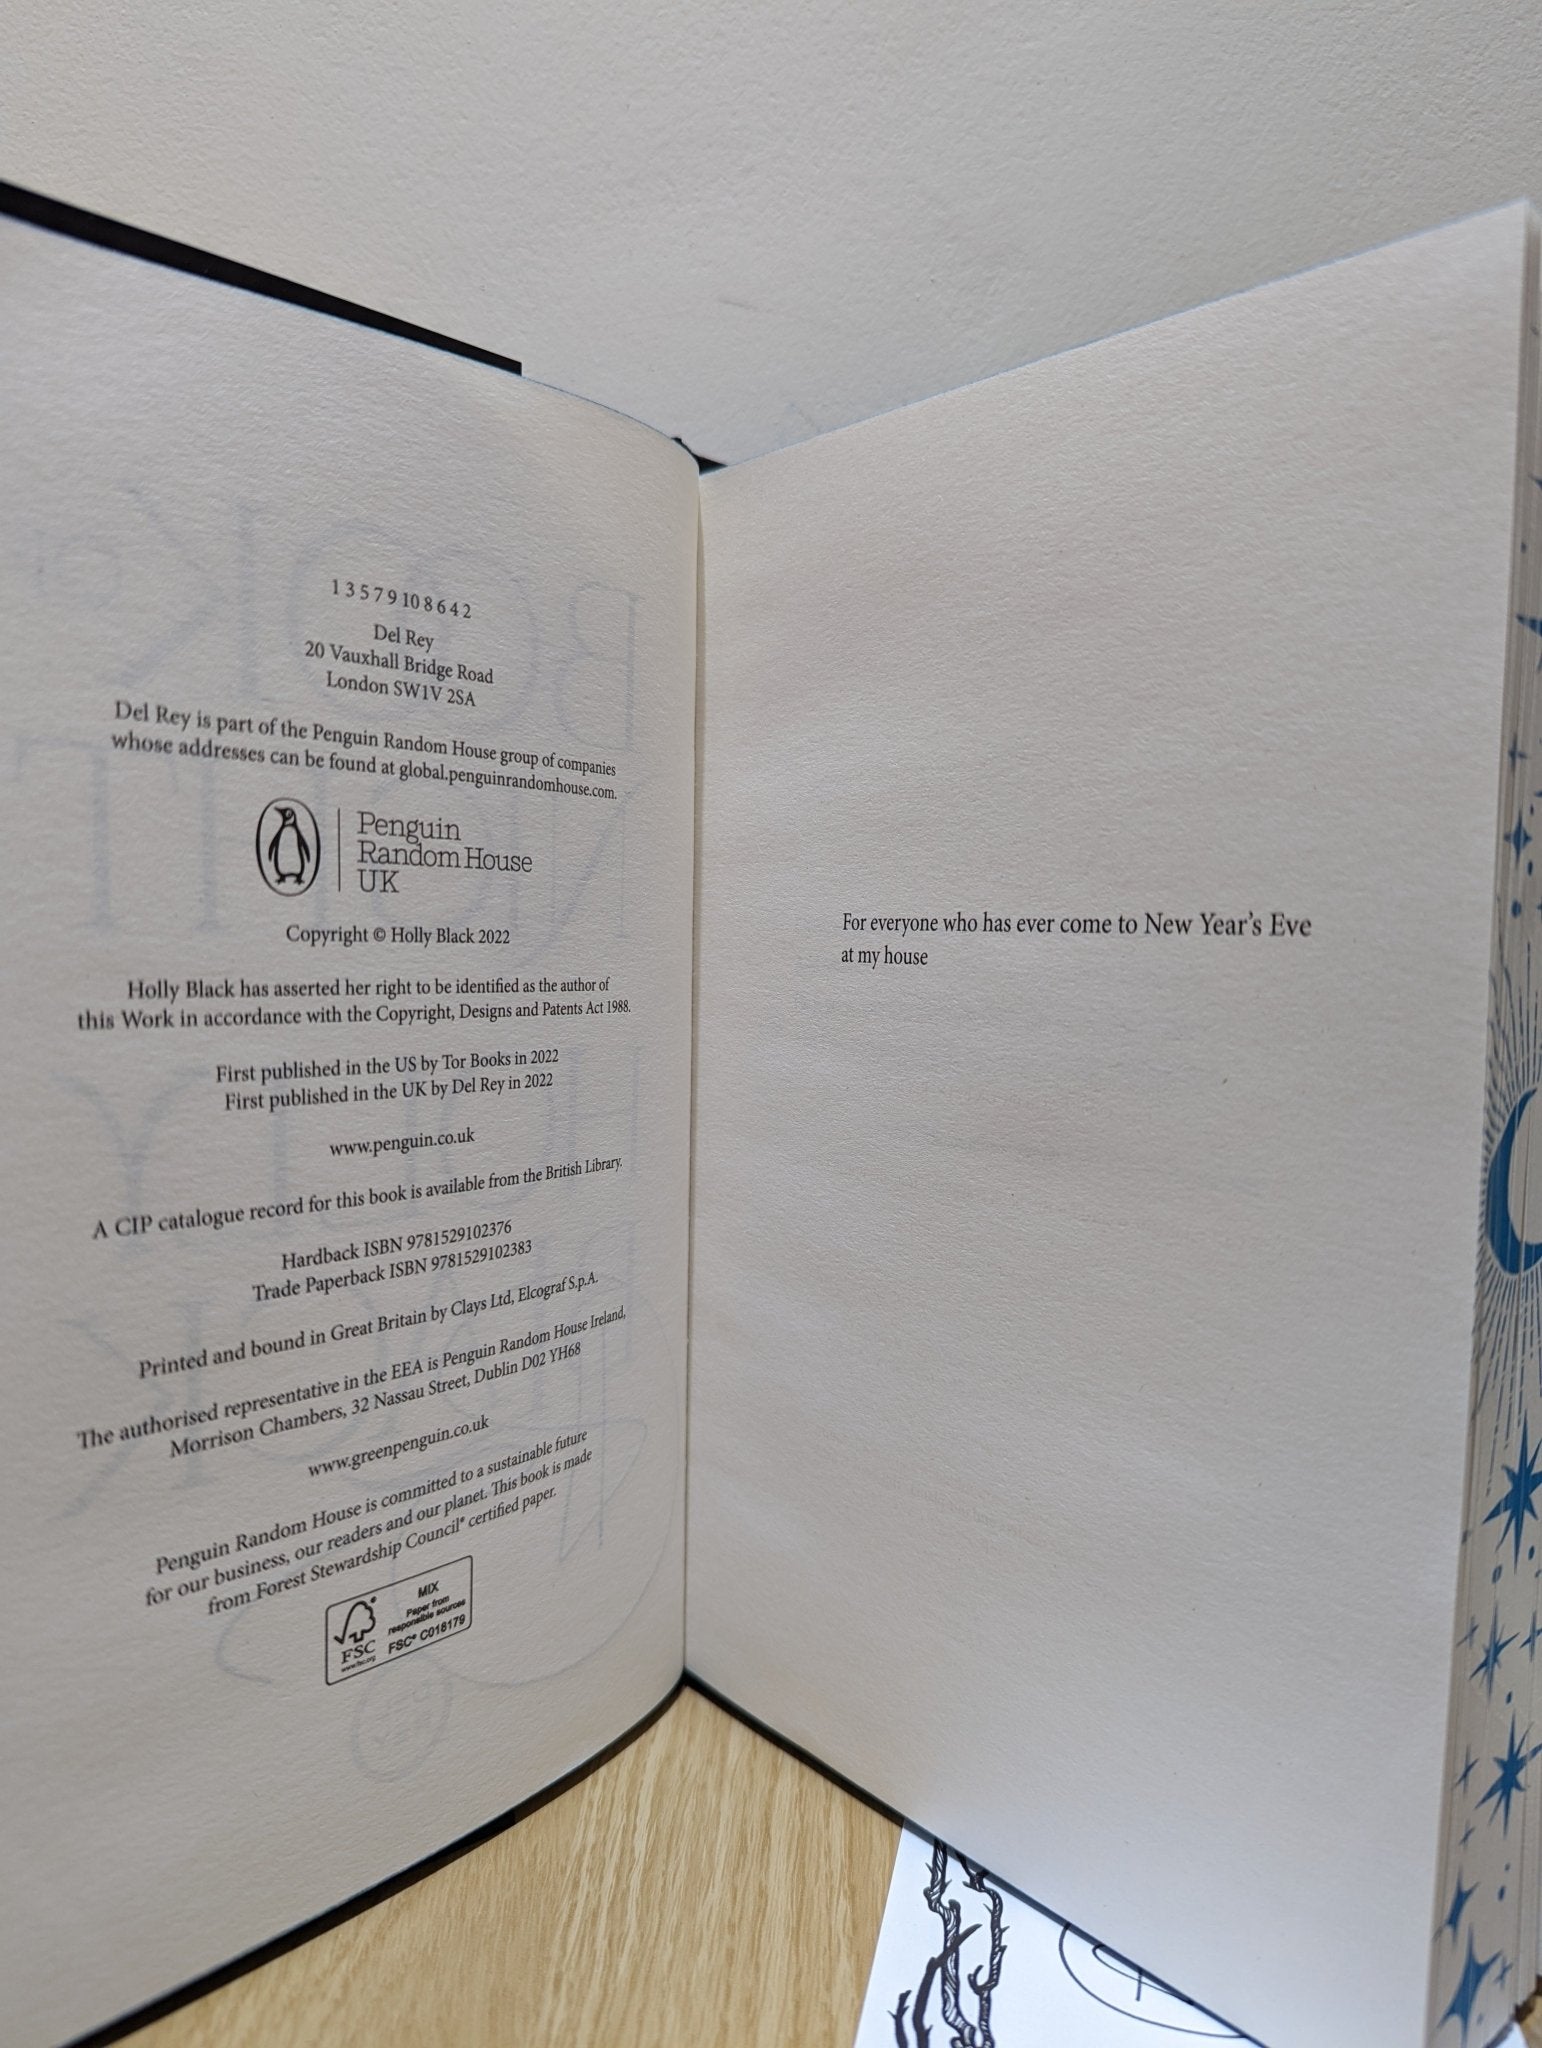 1 3 5 7 9 10 8 6 4 2
Del Rey
20 Vauxhall Bridge Road
London SW1V 2SA
Del Rey is part of the Penguin Random House group of companies
whose addresses can be found at global.penguinrandomhouse.com.
Penguin
Random House
UK
Copyright © Holly Black 2022
Holly Black has asserted her right to be identified as the author of
this Work in accordance with the Copyright, Designs and Patents Act 1988.
First published in the US by Tor Books in 2022
First published in the UK by Del Rey in 2022
www.penguin.co.uk
A CIP catalogue record for this book is available from the British Library.
Hardback ISBN 9781529102376
Trade Paperback ISBN 9781529102383
Printed and bound in Great Britain by Clays Ltd, Elcograf S.p.A.
The authorised representative in the EEA is Penguin Random House Ireland,
Morrison Chambers, 32 Nassau Street, Dublin D02 YH68
www.greenpenguin.co.uk
Penguin Random House is committed to a sustainable future
for our business, our readers and our planet. This book is made
from Forest Stewardship Council® certified paper.
MIX
Paper from
responsible sources
FSC® C018179
FSC
www.fsc.org
For everyone who has ever come to New Year's Eve
at my house